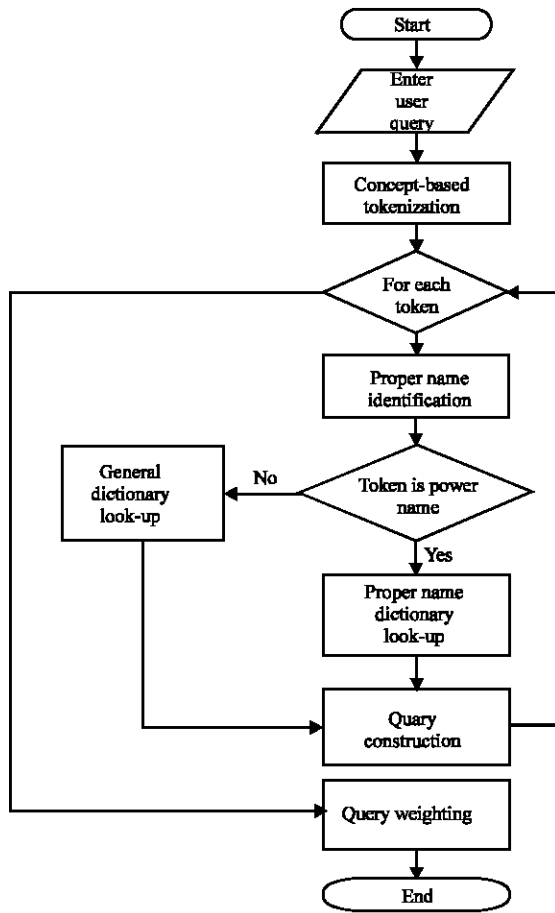 Start
Enter
user
query
Concept-based
tokenization
For each
token
Proper name
identification
General
dictionary
look-up
No
Token is power
name
Yes
Proper name
dictionary
look-up
Quary
construction
Query weighting
End